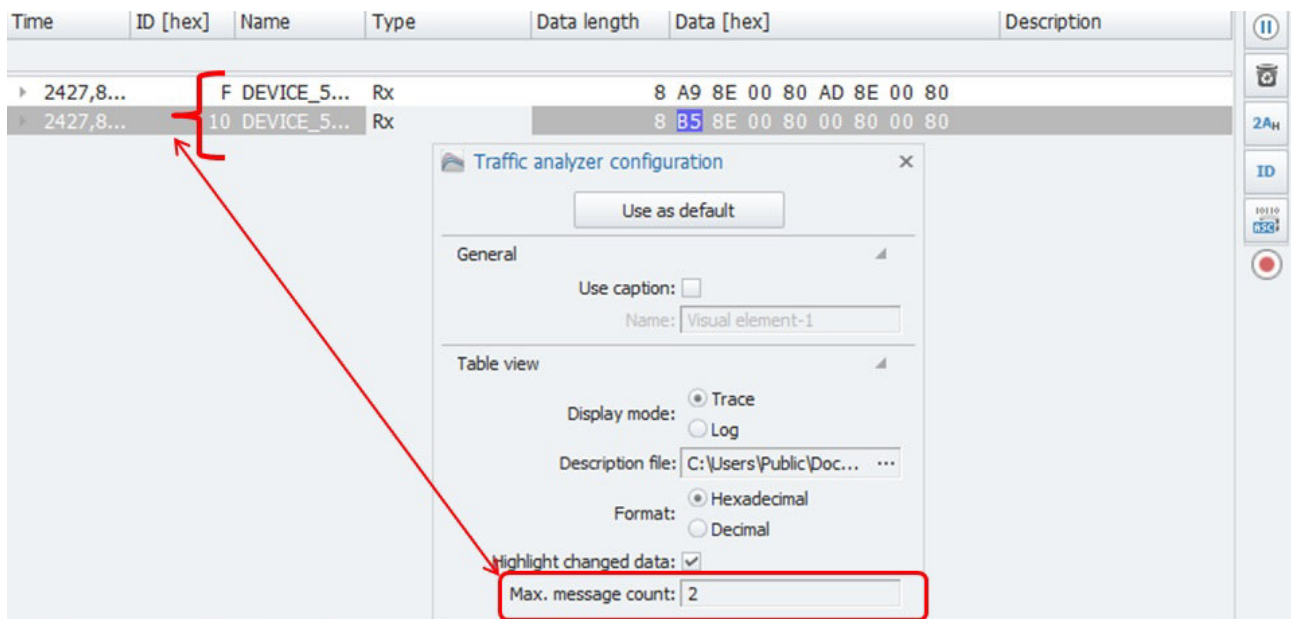 Time ID [hex] Name Type Data length Data [hex] Description
2427,8... F DEVICE_5... Rx 8 A9 8E 00 80 AD 8E 00 80
2427,8... 10 DEVICE_5... Rx 8 B5 8E 00 80 00 80 00 80
2AH
ID
10110
ASC
Traffic analyzer configuration
Use as default
General
Use caption:
Name: Visual element-1
Table view
Display mode: Trace
Log
Description file: C:\Users\Public\Doc... ...
Format: Hexadecimal
Decimal
Highlight changed data:
Max. message count: 2